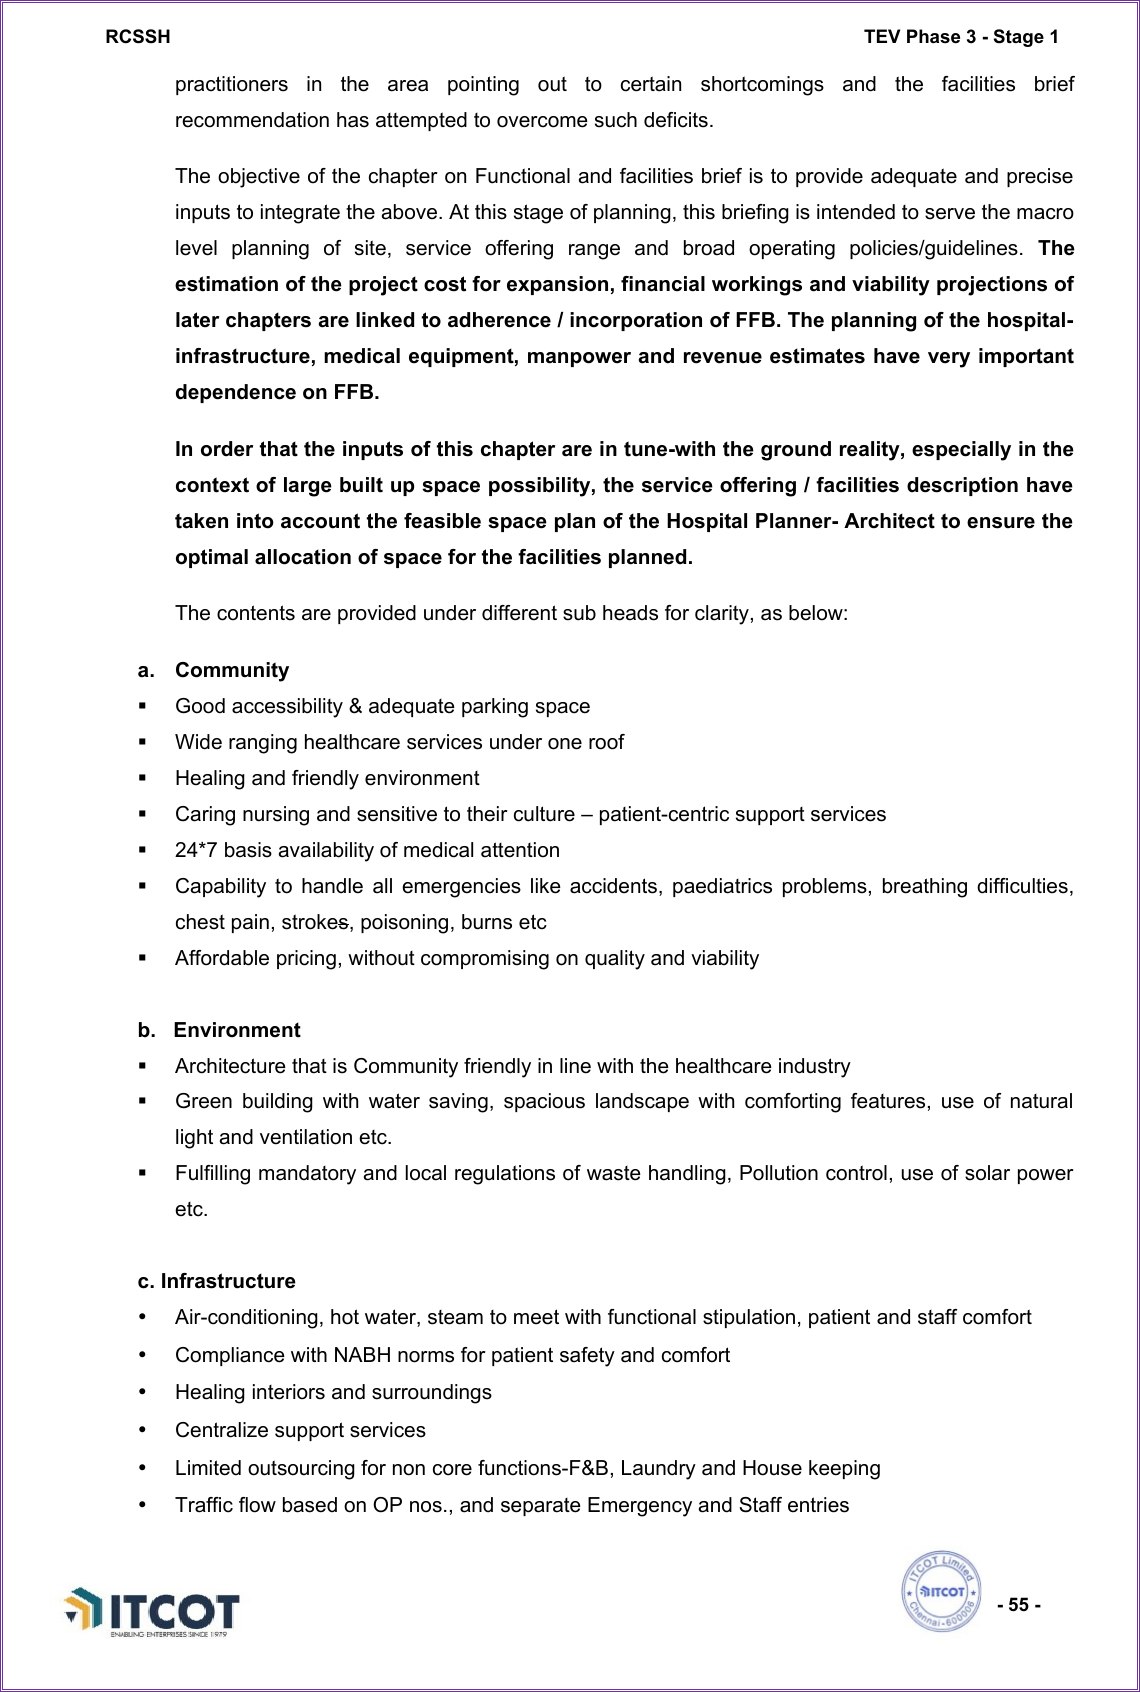 RCSSH TEV Phase 3 - Stage 1
practitioners in the area pointing out to certain shortcomings and the facilities brief
recommendation has attempted to overcome such deficits.
The objective of the chapter on Functional and facilities brief is to provide adequate and precise
inputs to integrate the above. At this stage of planning, this briefing is intended to serve the macro
level planning of site, service offering range and broad operating policies/guidelines. The
estimation of the project cost for expansion, financial workings and viability projections of
later chapters are linked to adherence / incorporation of FFB. The planning of the hospital-
infrastructure, medical equipment, manpower and revenue estimates have very important
dependence on FFB.
In order that the inputs of this chapter are in tune-with the ground reality, especially in the
context of large built up space possibility, the service offering / facilities description have
taken into account the feasible space plan of the Hospital Planner- Architect to ensure the
optimal allocation of space for the facilities planned.
The contents are provided under different sub heads for clarity, as below:
a. Community
▪ Good accessibility & adequate parking space
▪ Wide ranging healthcare services under one roof
▪ Healing and friendly environment
▪ Caring nursing and sensitive to their culture – patient-centric support services
▪ 24*7 basis availability of medical attention
▪ Capability to handle all emergencies like accidents, paediatrics problems, breathing difficulties,
chest pain, strokes, poisoning, burns etc
▪ Affordable pricing, without compromising on quality and viability
b. Environment
▪ Architecture that is Community friendly in line with the healthcare industry
▪ Green building with water saving, spacious landscape with comforting features, use of natural
light and ventilation etc.
▪ Fulfilling mandatory and local regulations of waste handling, Pollution control, use of solar power
etc.
c. Infrastructure
• Air-conditioning, hot water, steam to meet with functional stipulation, patient and staff comfort
• Compliance with NABH norms for patient safety and comfort
• Healing interiors and surroundings
• Centralize support services
• Limited outsourcing for non core functions-F&B, Laundry and House keeping
• Traffic flow based on OP nos., and separate Emergency and Staff entries
ITCOT
ENABLING ENTERPRISES SINCE 1979
ITCOT Limited
ITCOT
Chennai-600006
- 55 -